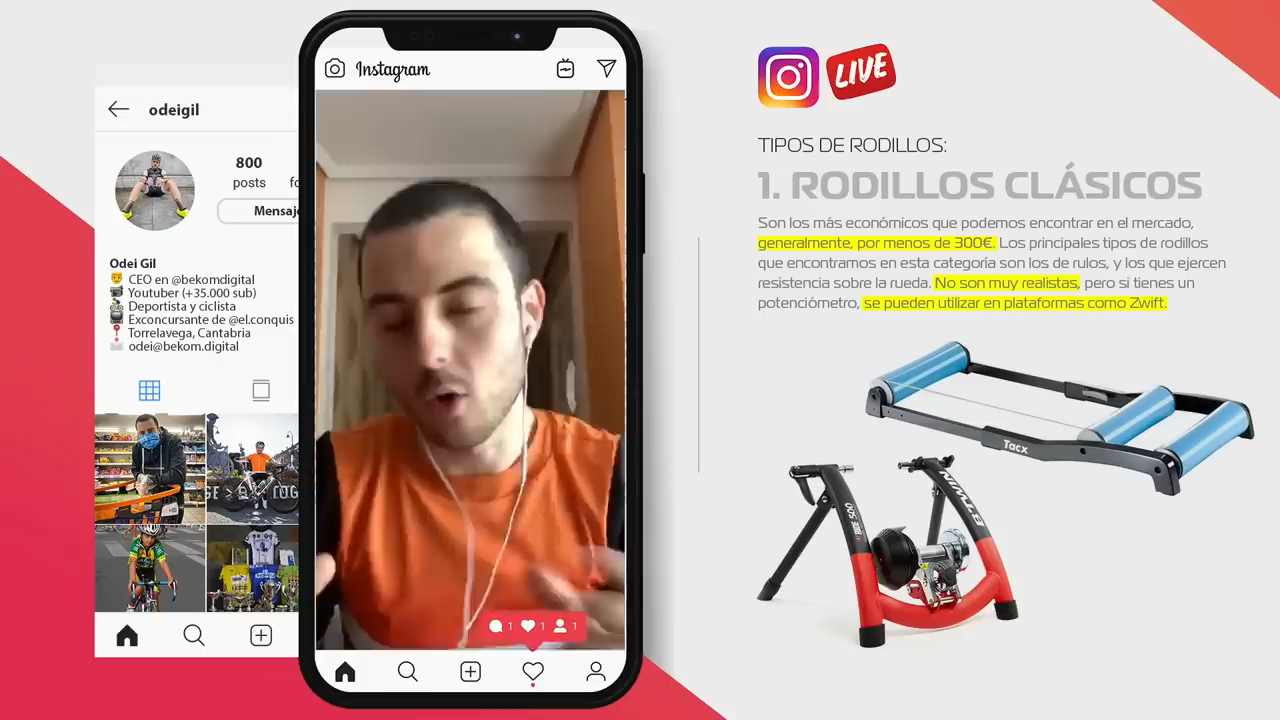 odeigil
800
posts
Mensaj
Odei Gil
CEO en @bekomdigital
Youtuber (+35.000 sub)
Deportista y ciclista
Exconcursante de @el.conquis
Torrelavega, Cantabria
odei@bekom.digital
Instagram
1 1 1
LIVE
TIPOS DE RODILLOS:
1. RODILLOS CLÁSICOS
Son los más económicos que podemos encontrar en el mercado,
generalmente, por menos de 300€. Los principales tipos de rodillos
que encontramos en esta categoría son los de rulos, y los que ejercen
resistencia sobre la rueda. No son muy realistas, pero si tienes un
potenciómetro, se pueden utilizar en plataformas como Zwift.
Tacx
BTWIN